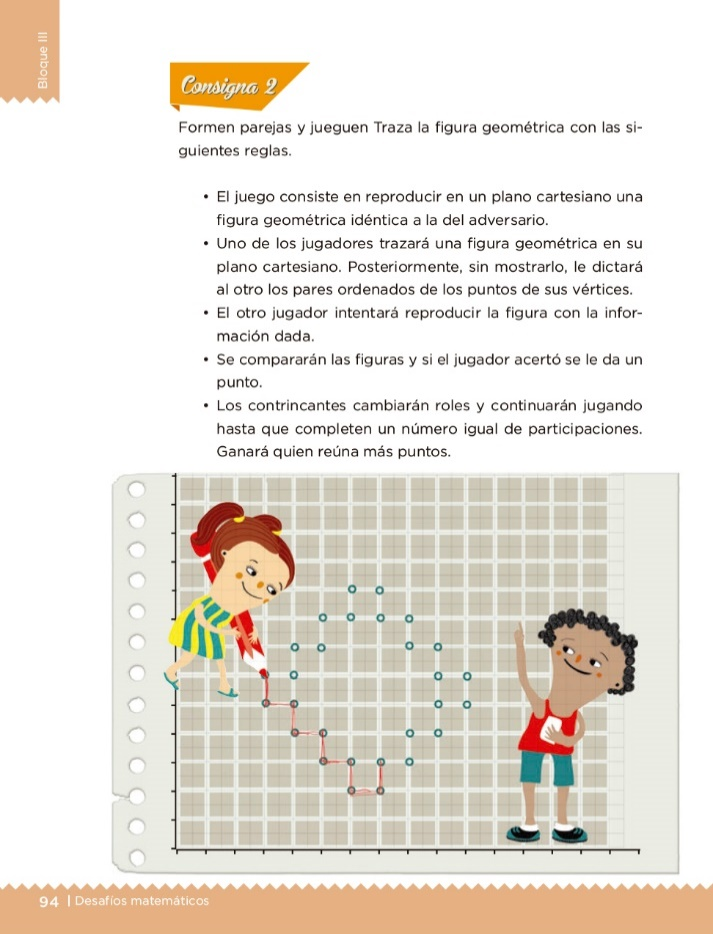 Bloque III
Consigna 2
Formen parejas y jueguen Traza la figura geométrica con las si-
guientes reglas.
• El juego consiste en reproducir en un plano cartesiano una
figura geométrica idéntica a la del adversario.
• Uno de los jugadores trazará una figura geométrica en su
plano cartesiano. Posteriormente, sin mostrarlo, le dictará
al otro los pares ordenados de los puntos de sus vértices.
• El otro jugador intentará reproducir la figura con la infor-
mación dada.
• Se compararán las figuras y si el jugador acertó se le da un
punto.
• Los contrincantes cambiarán roles y continuarán jugando
hasta que completen un número igual de participaciones.
Ganará quien reúna más puntos.
94 | Desafíos matemáticos